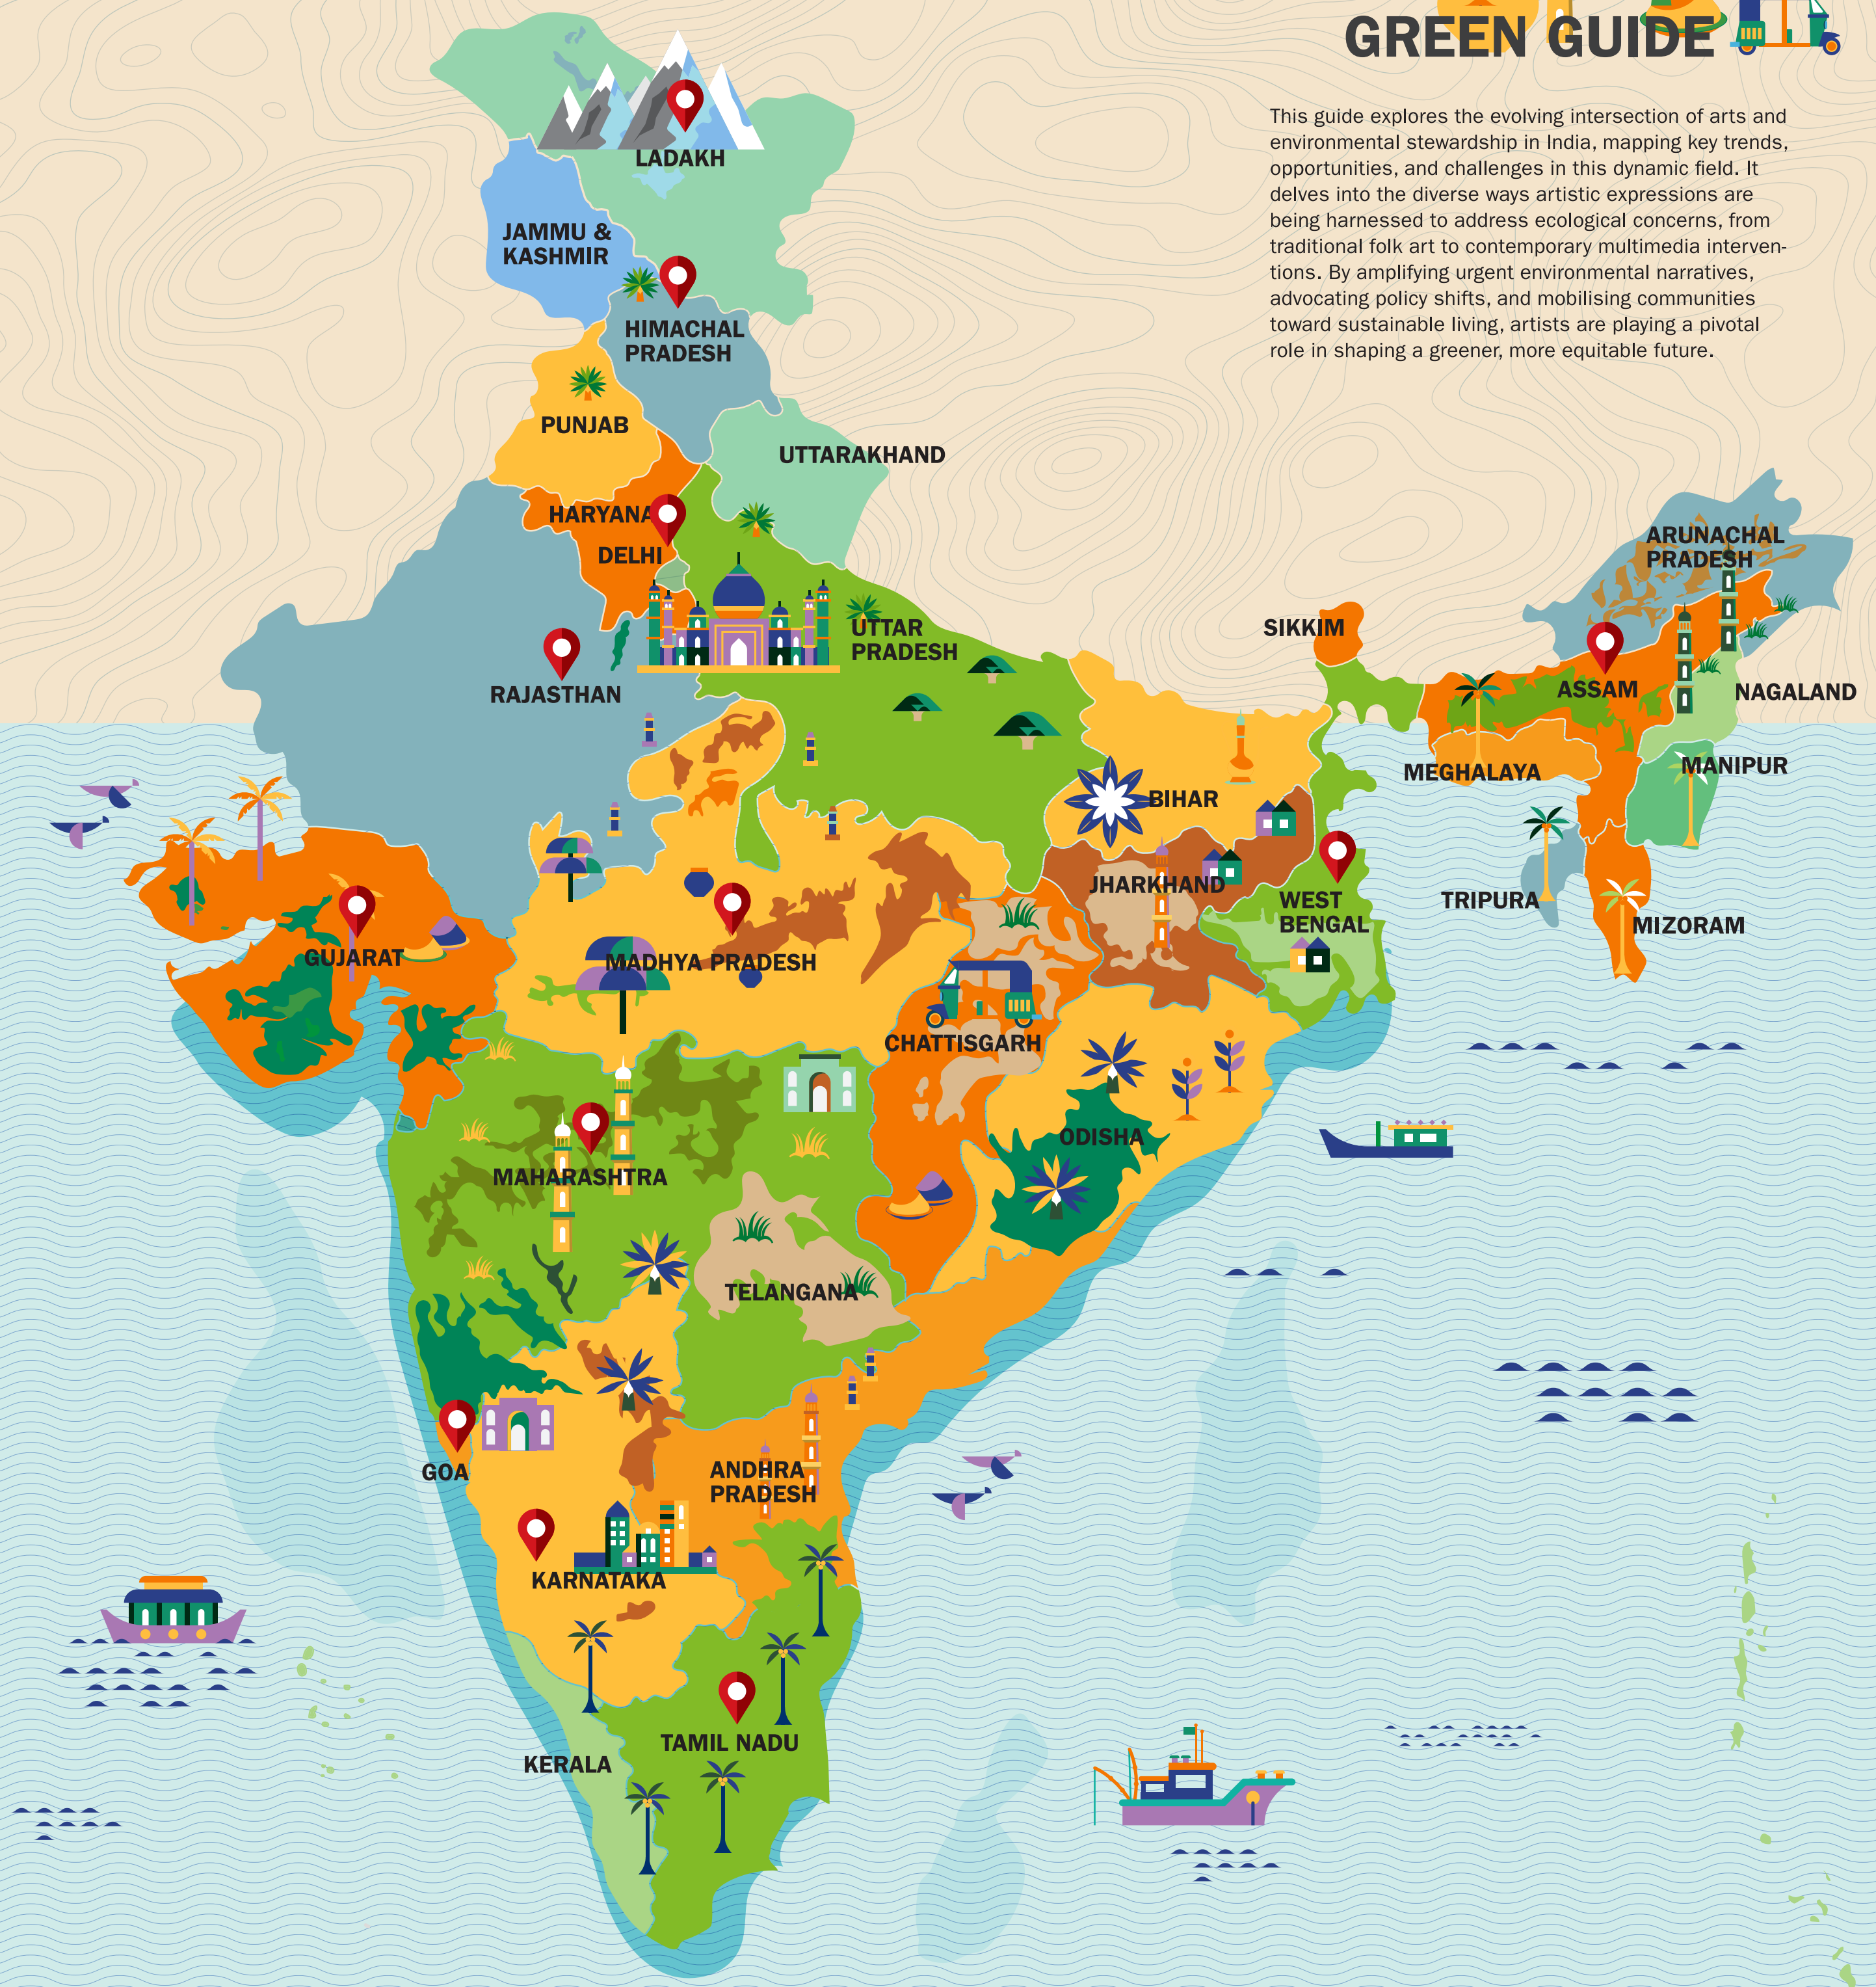 GREEN GUIDE
This guide explores the evolving intersection of arts and
environmental stewardship in India, mapping key trends,
opportunities, and challenges in this dynamic field. It
delves into the diverse ways artistic expressions are
being harnessed to address ecological concerns, from
traditional folk art to contemporary multimedia interven-
tions. By amplifying urgent environmental narratives,
advocating policy shifts, and mobilising communities
toward sustainable living, artists are playing a pivotal
role in shaping a greener, more equitable future.
LADAKH
JAMMU &
KASHMIR
HIMACHAL
PRADESH
PUNJAB
UTTARAKHAND
HARYANA
DELHI
ARUNACHAL
PRADESH
UTTAR
PRADESH
SIKKIM
RAJASTHAN
ASSAM
NAGALAND
MEGHALAYA
MANIPUR
BIHAR
JHARKHAND
WEST
BENGAL
TRIPURA
MIZORAM
GUJARAT
MADHYA PRADESH
CHATTISGARH
ODISHA
MAHARASHTRA
TELANGANA
GOA
ANDHRA
PRADESH
KARNATAKA
TAMIL NADU
KERALA